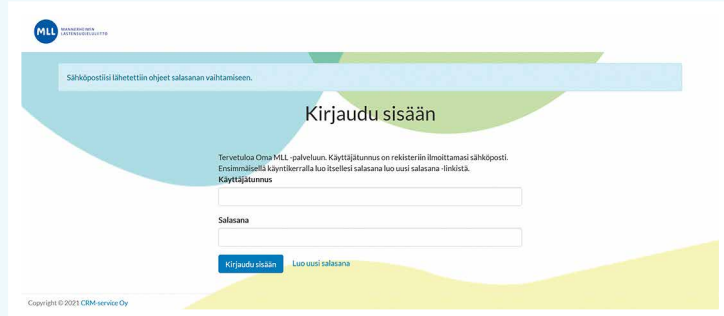 MLL MANNERHEIMIN
LASTENSUOJELULIITTO
Sähköpostiisi lähetettiin ohjeet salasanan vaihtamiseen.
Kirjaudu sisään
Tervetuloa Oma MLL -palveluun. Käyttäjätunnus on rekisteriin ilmoittamasi sähköposti.
Ensimmäisellä käyntikerralla luo itsellesi salasana luo uusi salasana -linkistä.
Käyttäjätunnus
Salasana
Kirjaudu sisään Luo uusi salasana
Copyright © 2021 CRM-service Oy